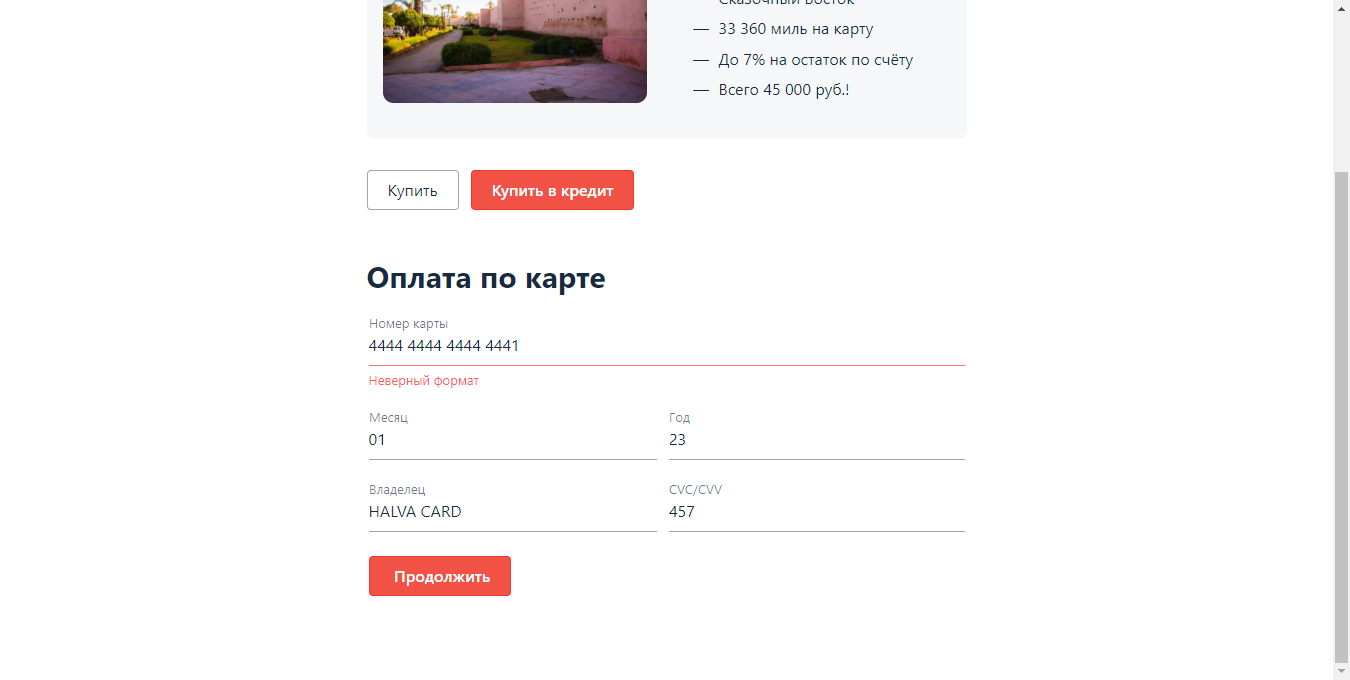 Сказочный Восток
— 33 360 миль на карту
— До 7% на остаток по счёту
— Всего 45 000 руб.!
Купить
Купить в кредит
Оплата по карте
Номер карты
4444 4444 4444 4441
Неверный формат
Месяц
Год
01
23
Владелец
CVC/CVV
HALVA CARD
457
Продолжить